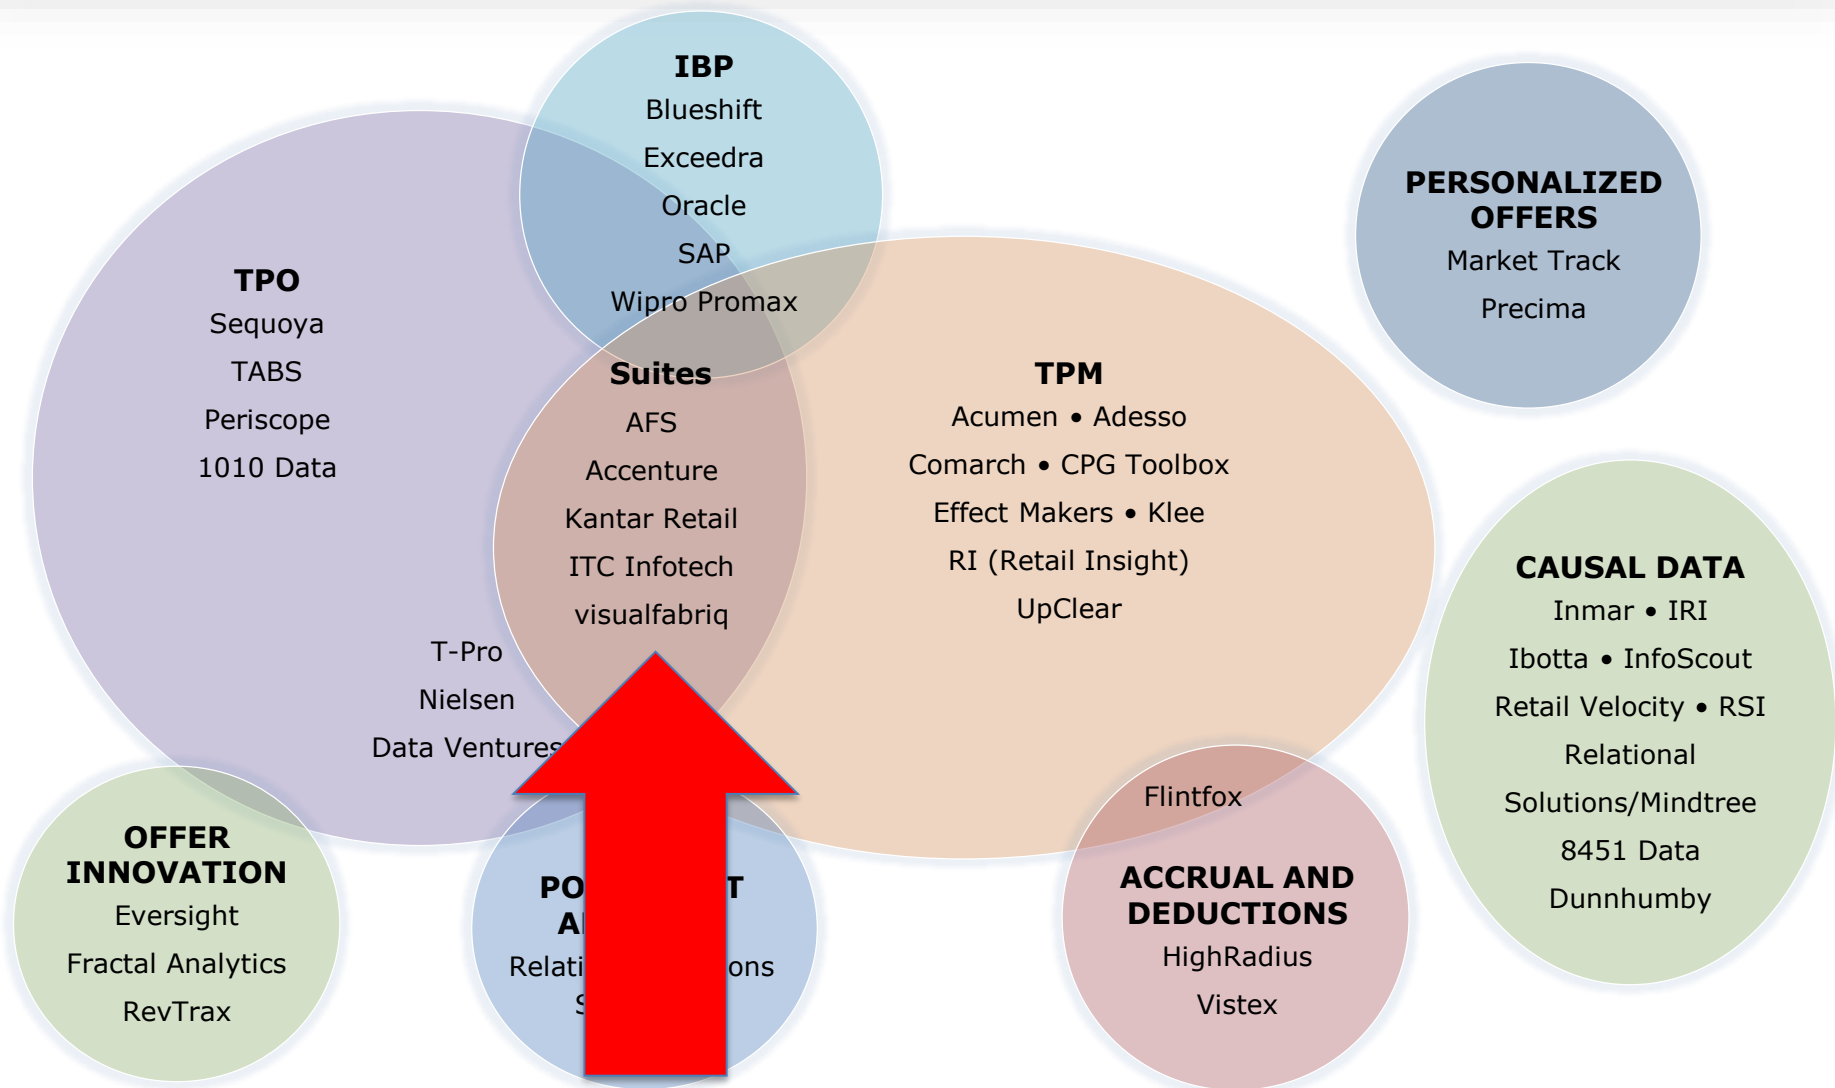 IBP
Blueshift
Exceedra
Oracle
SAP
Wipro Promax
PERSONALIZED
OFFERS
Market Track
Precima
TPO
Sequoya
TABS
Periscope
1010 Data
T-Pro
Nielsen
Data Ventures
Suites
AFS
Accenture
Kantar Retail
ITC Infotech
visualfabriq
TPM
Acumen • Adesso
Comarch • CPG Toolbox
Effect Makers • Klee
RI (Retail Insight)
UpClear
CAUSAL DATA
Inmar • IRI
Ibotta • InfoScout
Retail Velocity • RSI
Relational
Solutions/Mindtree
8451 Data
Dunnhumby
OFFER
INNOVATION
Eversight
Fractal Analytics
RevTrax
Flintfox
ACCRUAL AND
DEDUCTIONS
HighRadius
Vistex